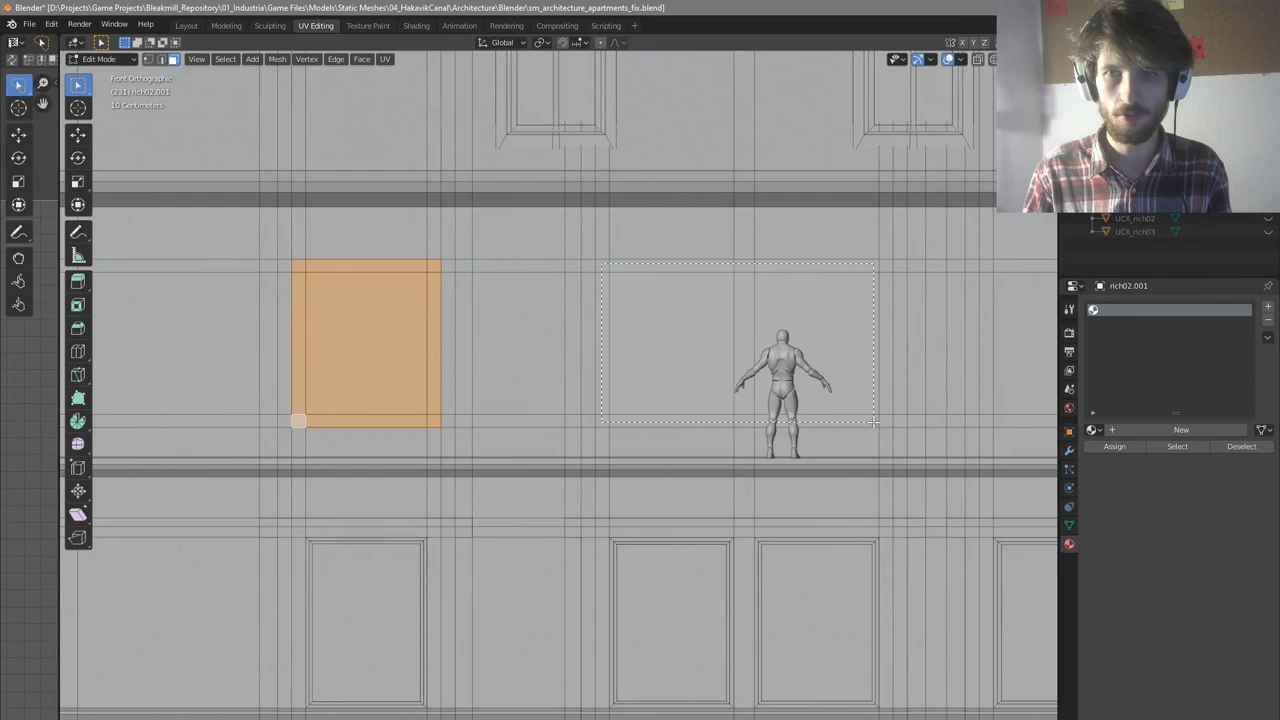 Blender* [D:\Projects\Game Projects\Bleakmill_Repository\01_Industria\Game Files\Models\Static Meshes\04_HakavikCanal\Architecture\Blender\sm_architecture_apartments_fix.blend]
File Edit Render Window Help Layout Modeling Sculpting UV Editing Texture Paint Shading Animation Rendering Compositing Scripting
Global X Y Z
Edit Mode View Select Add Mesh Vertex Edge Face UV
Front Orthographic
(231) rich02.001
10 Centimeters
UCX_rich02
UCX_rich03
rich02.001
New
Assign Select Deselect